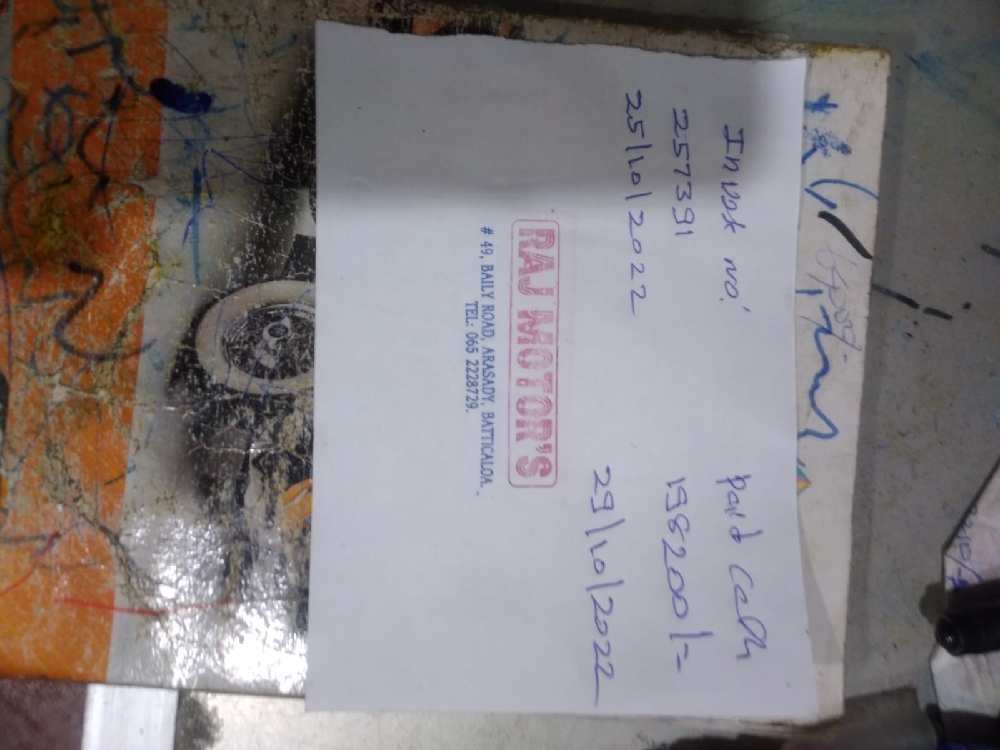 Invok no.
257391
25/10/2022
paid Cash
198200/=
29/10/2022
RAJ MOTOR'S
# 49, BAILY ROAD, ARASADY, BATTICALOA.
TEL: 065 2228729.